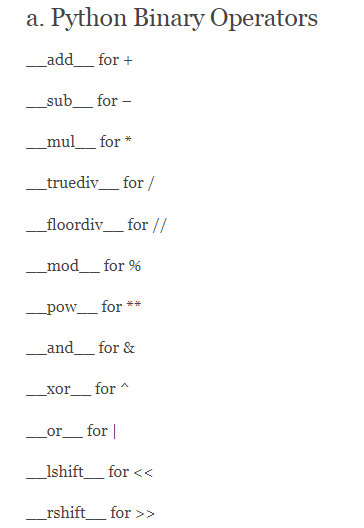 a. Python Binary Operators
__add__ for +
__sub__ for –
__mul__ for *
__truediv__ for /
__floordiv__ for //
__mod__ for %
__pow__ for **
__and__ for &
__xor__ for ^
__or__ for |
__lshift__ for <<
__rshift__ for >>